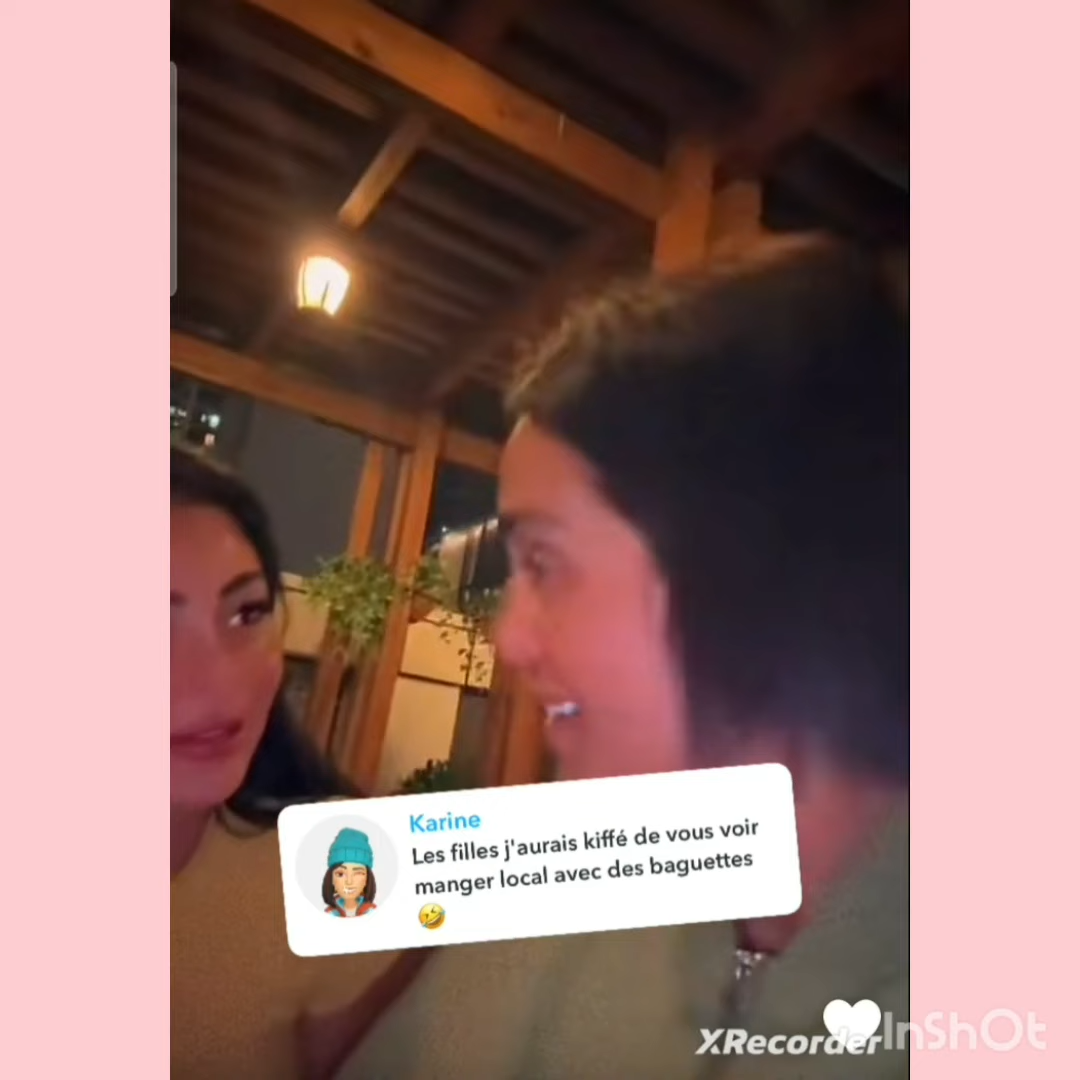 Karine
Les filles j'aurais kiffé de vous voir
manger local avec des baguettes
🤣
XRecorder
InShOt